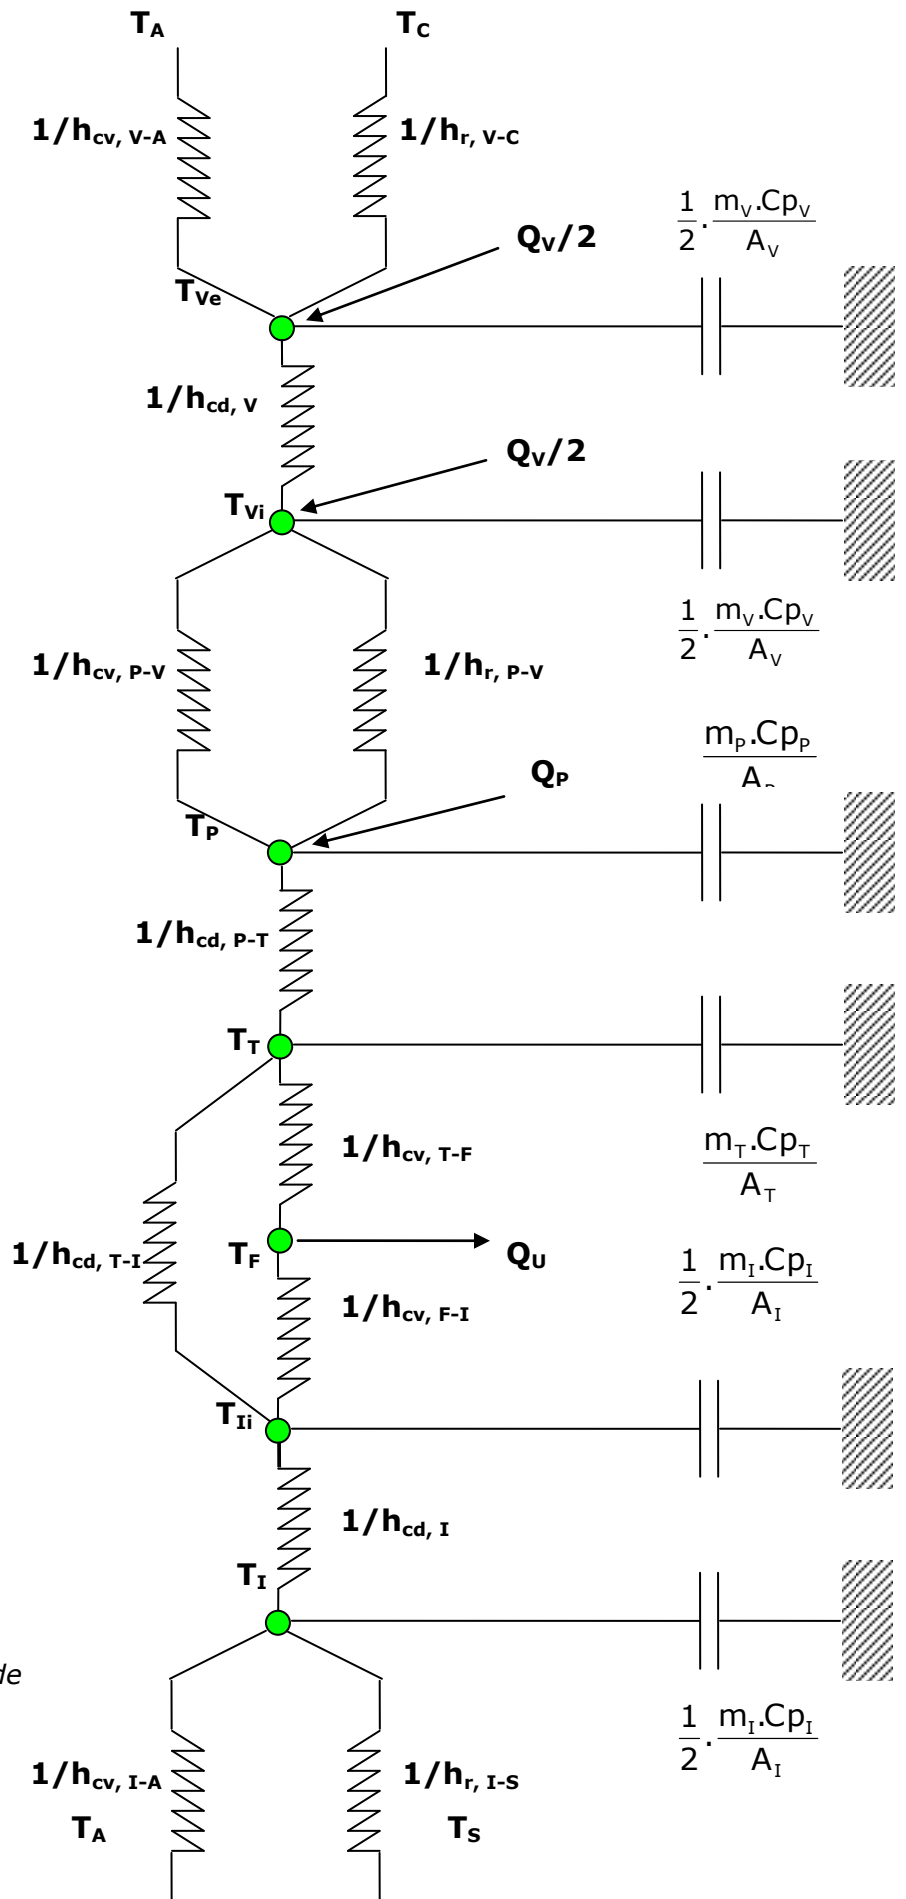 T_A
T_C
1/h_cv, V-A
1/h_r, V-C
1/2 . m_V.Cp_V / A_V
Q_V/2
T_Ve
1/h_cd, V
Q_V/2
T_Vi
1/2 . m_V.Cp_V / A_V
1/h_cv, P-V
1/h_r, P-V
m_P.Cp_P / A_P
Q_P
T_P
1/h_cd, P-T
T_T
1/h_cv, T-F
m_T.Cp_T / A_T
1/h_cd, T-I
T_F
Q_U
1/2 . m_I.Cp_I / A_I
1/h_cv, F-I
T_Ii
1/h_cd, I
T_I
1/2 . m_I.Cp_I / A_I
1/h_cv, I-A
1/h_r, I-S
T_A
T_S